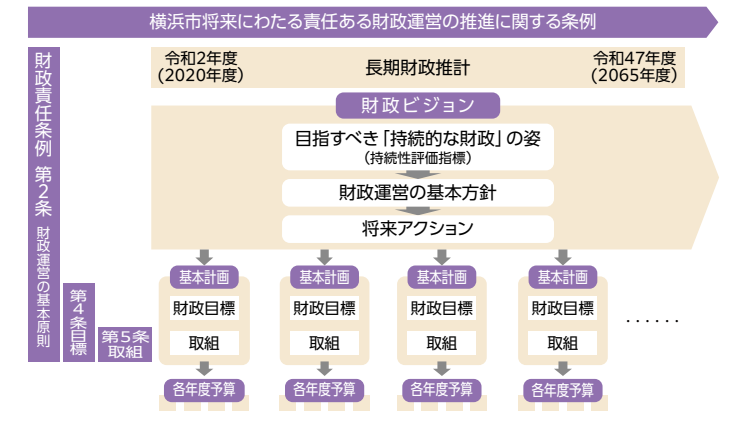 横浜市将来にわたる責任ある財政運営の推進に関する条例
財政責任条例 第2条 財政運営の基本原則
第4条目標
第5条
取組
令和2年度
(2020年度)
長期財政推計
令和47年度
(2065年度)
財政ビジョン
目指すべき「持続的な財政」の姿
(持続性評価指標)
財政運営の基本方針
将来アクション
基本計画
財政目標
取組
各年度予算
基本計画
財政目標
取組
各年度予算
基本計画
財政目標
取組
各年度予算
基本計画
財政目標
取組
各年度予算
......